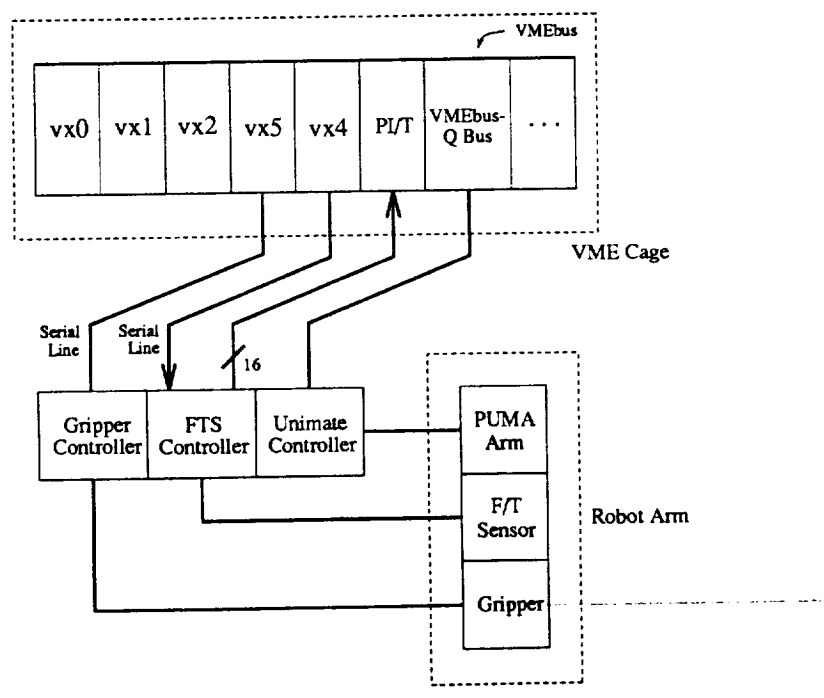 VMEbus
vx0
vx1
vx2
vx5
vx4
PI/T
VMEbus-
Q Bus
. . .
VME Cage
Serial
Line
Serial
Line
16
Gripper
Controller
FTS
Controller
Unimate
Controller
PUMA
Arm
F/T
Sensor
Gripper
Robot Arm